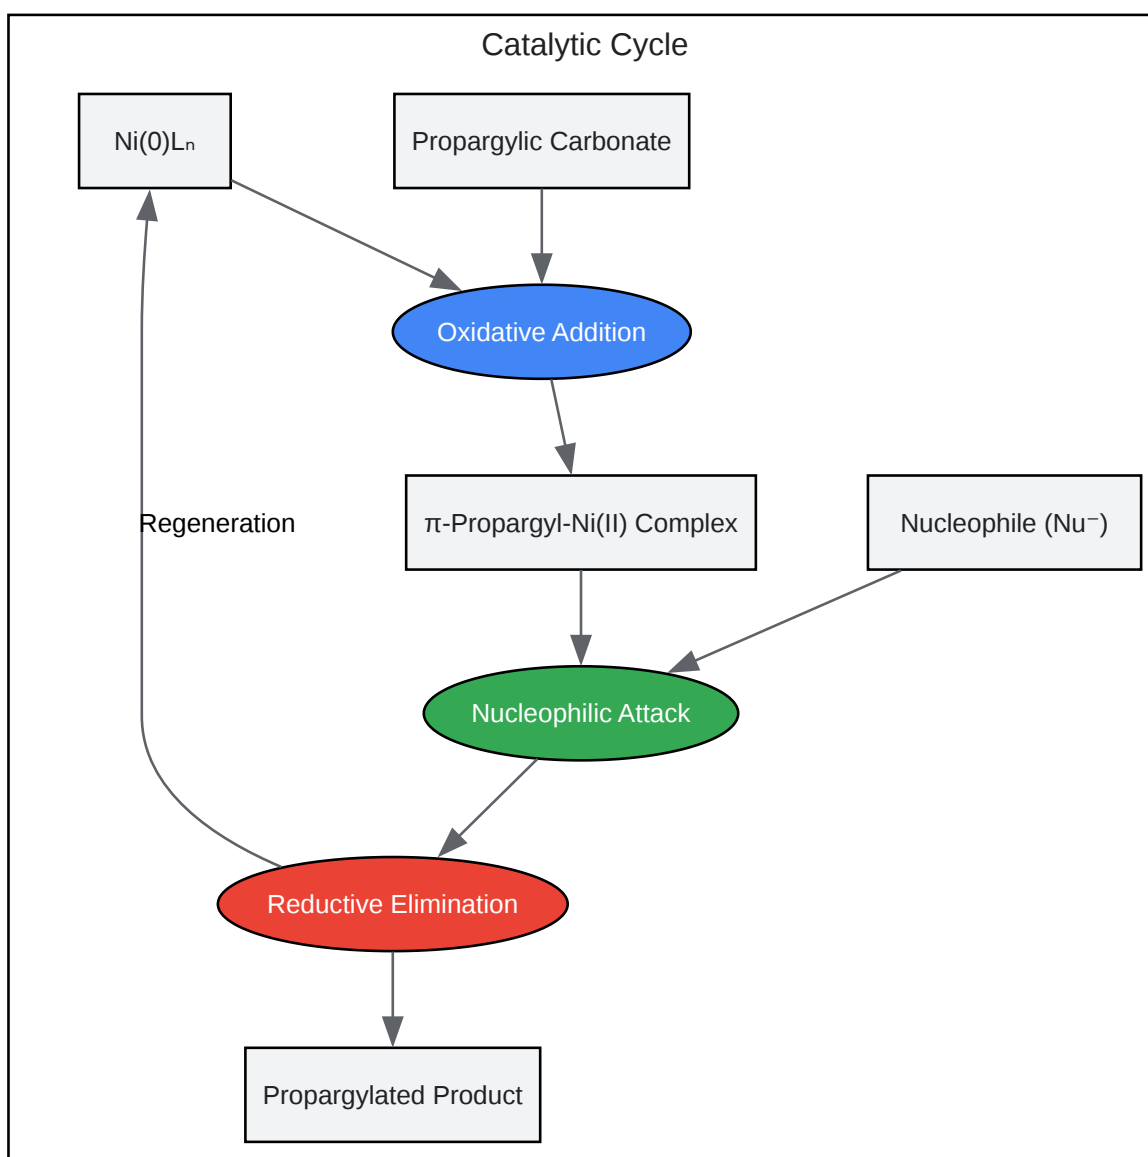 Catalytic Cycle
Ni(0)Lₙ
Propargylic Carbonate
Oxidative Addition
π-Propargyl-Ni(II) Complex
Nucleophile (Nu⁻)
Regeneration
Nucleophilic Attack
Reductive Elimination
Propargylated Product